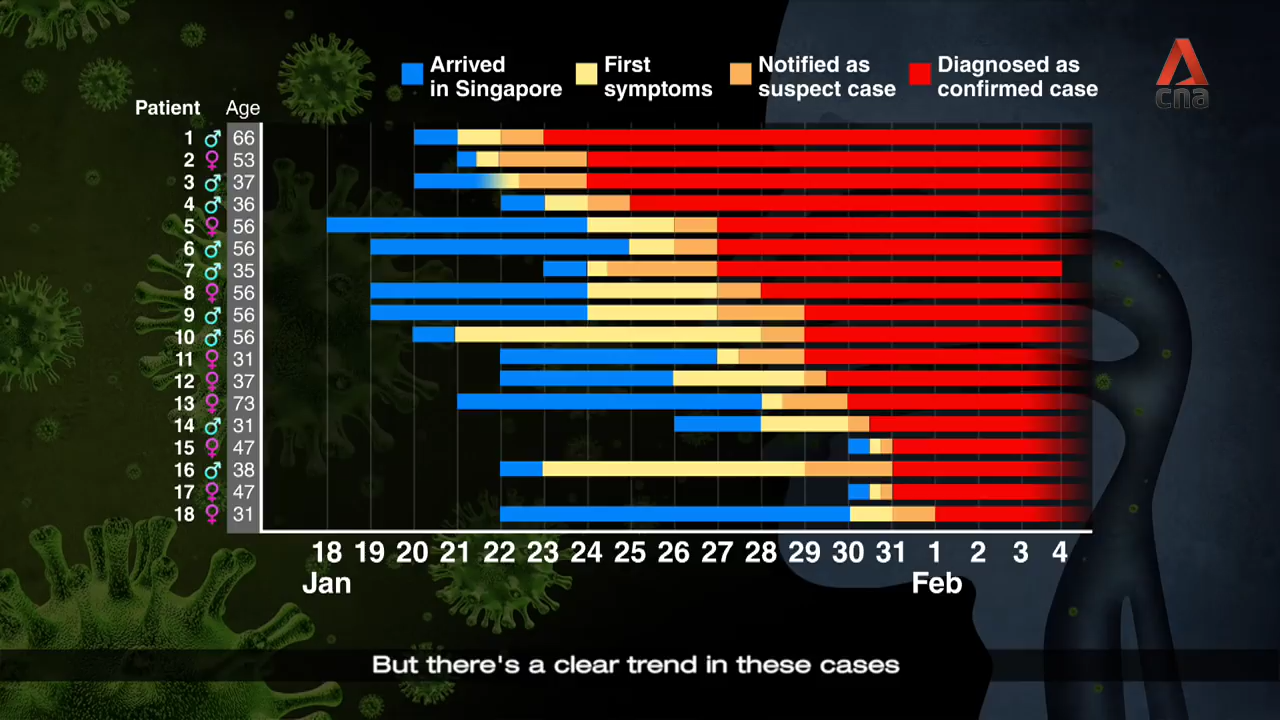 Arrived
in Singapore
First
symptoms
Notified as
suspect case
Diagnosed as
confirmed case
cna
Patient Age
1 ♂ 66
2 ♀ 53
3 ♂ 37
4 ♂ 36
5 ♀ 56
6 ♂ 56
7 ♂ 35
8 ♀ 56
9 ♂ 56
10 ♂ 56
11 ♀ 31
12 ♀ 37
13 ♀ 73
14 ♂ 31
15 ♀ 47
16 ♂ 38
17 ♀ 47
18 ♀ 31
18 19 20 21 22 23 24 25 26 27 28 29 30 31 1 2 3 4
Jan Feb
But there's a clear trend in these cases